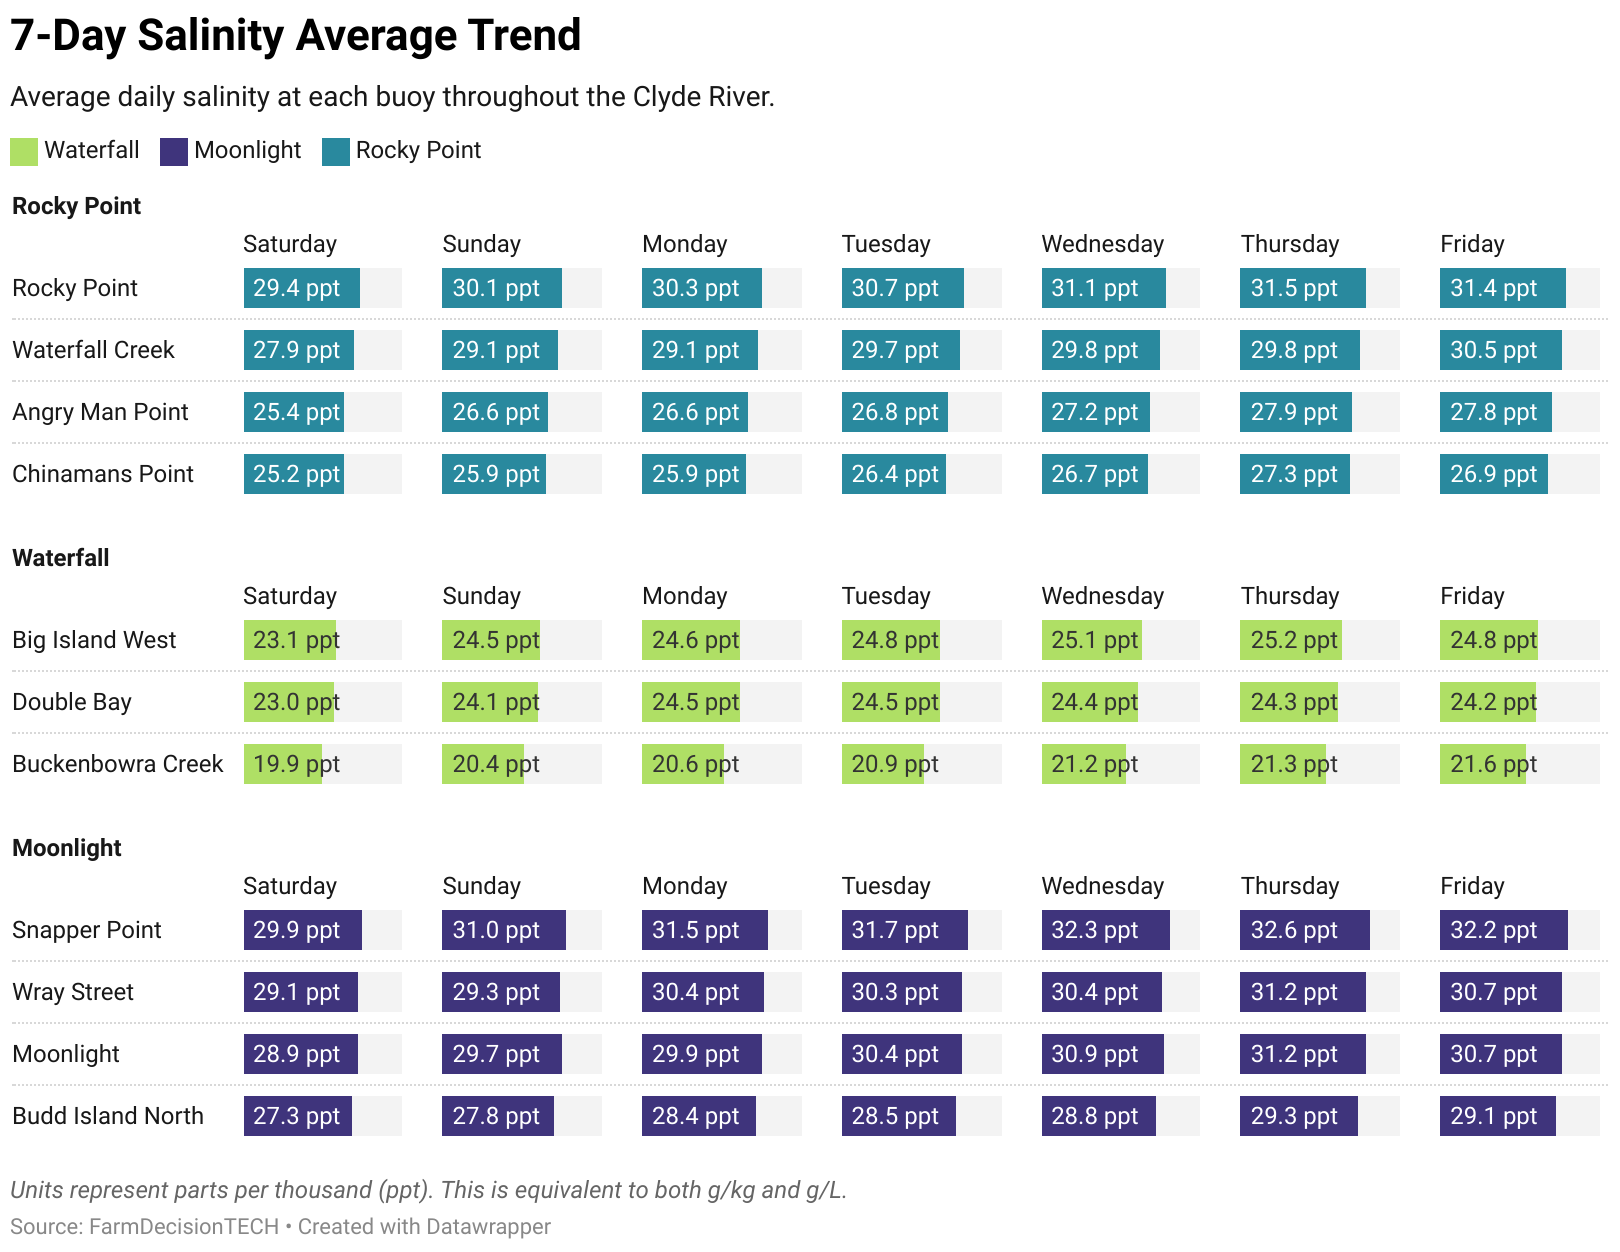 7-Day Salinity Average Trend
Average daily salinity at each buoy throughout the Clyde River.
Waterfall Moonlight Rocky Point
Rocky Point
Saturday Sunday Monday Tuesday Wednesday Thursday Friday
Rocky Point 29.4 ppt 30.1 ppt 30.3 ppt 30.7 ppt 31.1 ppt 31.5 ppt 31.4 ppt
Waterfall Creek 27.9 ppt 29.1 ppt 29.1 ppt 29.7 ppt 29.8 ppt 29.8 ppt 30.5 ppt
Angry Man Point 25.4 ppt 26.6 ppt 26.6 ppt 26.8 ppt 27.2 ppt 27.9 ppt 27.8 ppt
Chinamans Point 25.2 ppt 25.9 ppt 25.9 ppt 26.4 ppt 26.7 ppt 27.3 ppt 26.9 ppt
Waterfall
Saturday Sunday Monday Tuesday Wednesday Thursday Friday
Big Island West 23.1 ppt 24.5 ppt 24.6 ppt 24.8 ppt 25.1 ppt 25.2 ppt 24.8 ppt
Double Bay 23.0 ppt 24.1 ppt 24.5 ppt 24.5 ppt 24.4 ppt 24.3 ppt 24.2 ppt
Buckenbowra Creek 19.9 ppt 20.4 ppt 20.6 ppt 20.9 ppt 21.2 ppt 21.3 ppt 21.6 ppt
Moonlight
Saturday Sunday Monday Tuesday Wednesday Thursday Friday
Snapper Point 29.9 ppt 31.0 ppt 31.5 ppt 31.7 ppt 32.3 ppt 32.6 ppt 32.2 ppt
Wray Street 29.1 ppt 29.3 ppt 30.4 ppt 30.3 ppt 30.4 ppt 31.2 ppt 30.7 ppt
Moonlight 28.9 ppt 29.7 ppt 29.9 ppt 30.4 ppt 30.9 ppt 31.2 ppt 30.7 ppt
Budd Island North 27.3 ppt 27.8 ppt 28.4 ppt 28.5 ppt 28.8 ppt 29.3 ppt 29.1 ppt
Units represent parts per thousand (ppt). This is equivalent to both g/kg and g/L.
Source: FarmDecisionTECH • Created with Datawrapper